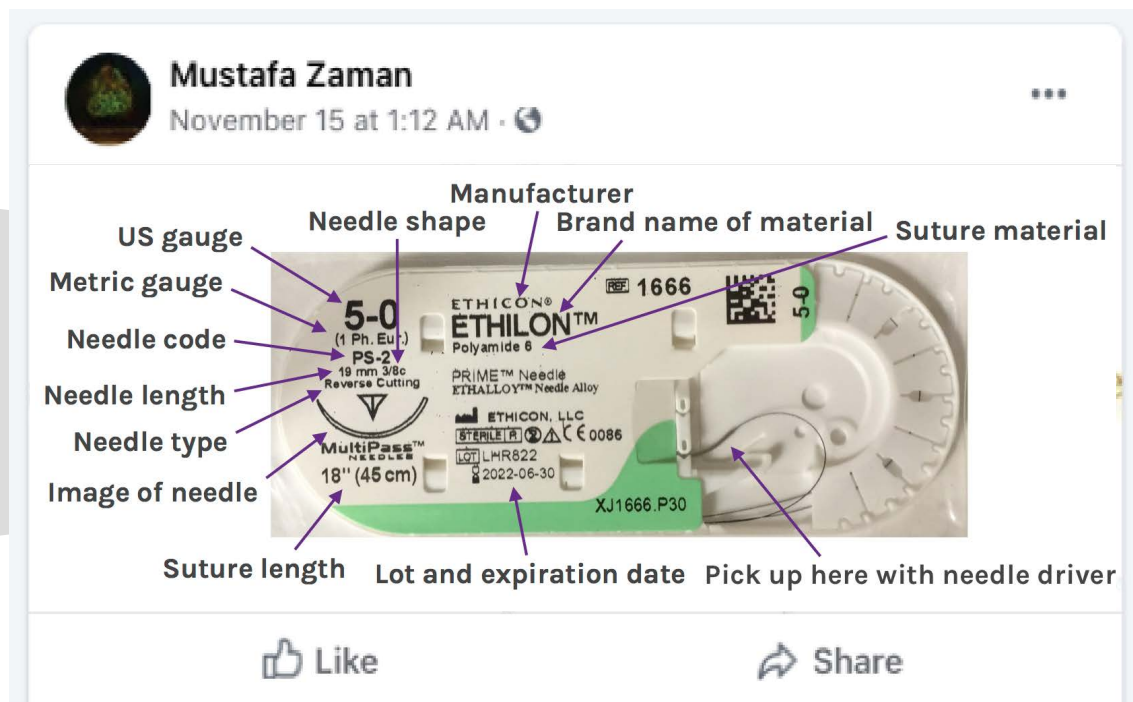 Mustafa Zaman
November 15 at 1:12 AM ·
Manufacturer
Needle shape
Brand name of material
US gauge
Suture material
Metric gauge
Needle code
Needle length
Needle type
Image of needle
Suture length
Lot and expiration date
Pick up here with needle driver
5-0
(1 Ph. Eur.)
PS-2
19 mm 3/8c
Reverse Cutting
MultiPass™
NEEDLES
18" (45 cm)
ETHICON®
ETHILON™
Polyamide 6
PRIME™ Needle
ETHALLOY™ Needle Alloy
ETHICON, LLC
STERILE R 2 CE 0086
LOT LHR822
2022-06-30
REF 1666
5-0
XJ1666.P30
Like
Share